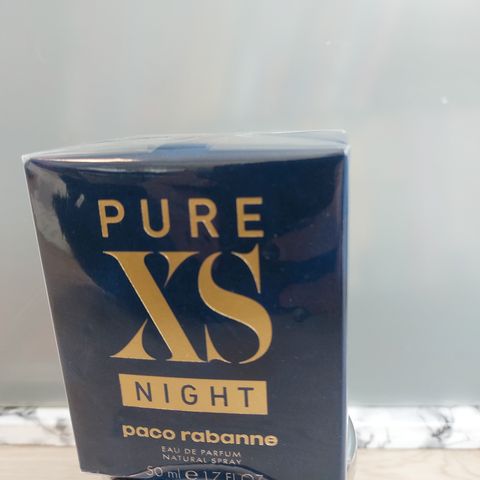 PURE
XS
NIGHT
paco rabanne
EAU DE PARFUM
NATURAL SPRAY
50 ml e 1.7 FL OZ